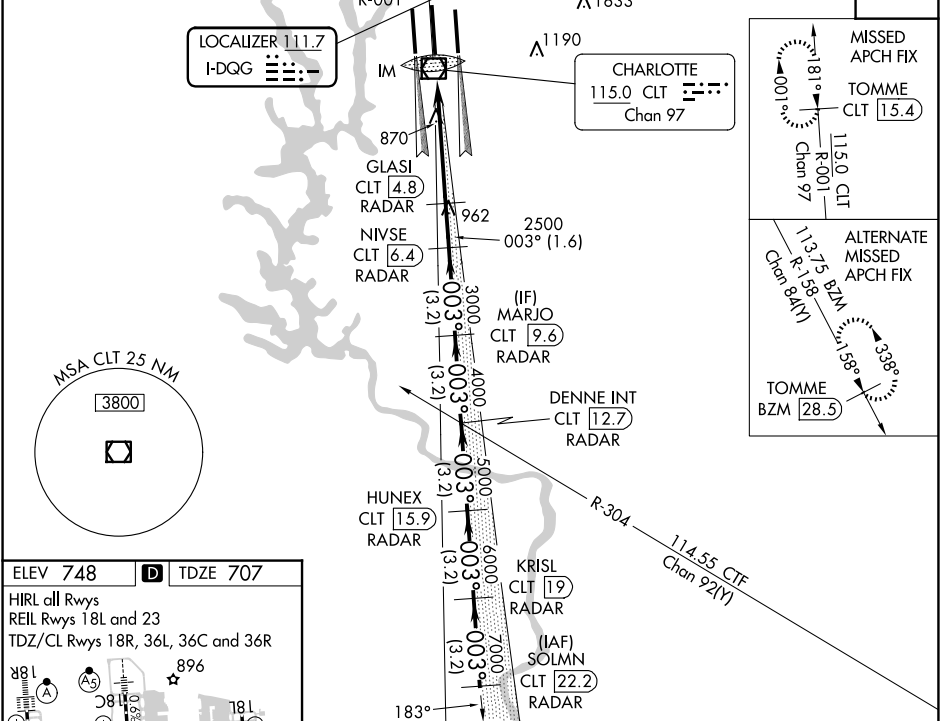 R-001
1833
LOCALIZER 111.7
I-DQG
IM
1190
CHARLOTTE
115.0 CLT
Chan 97
870
GLASI
CLT 4.8
RADAR
962
2500
003° (1.6)
NIVSE
CLT 6.4
RADAR
003°
(3.2)
3000
(IF)
MARJO
CLT 9.6
RADAR
003°
(3.2)
4000
DENNE INT
CLT 12.7
RADAR
003°
(3.2)
5000
HUNEX
CLT 15.9
RADAR
003°
(3.2)
6000
KRISL
CLT 19
RADAR
003°
(3.2)
7000
(IAF)
SOLMN
CLT 22.2
RADAR
183°
R-304
114.55 CTF
Chan 92(Y)
MISSED
APCH FIX
TOMME
CLT 15.4
181°
001°
115.0 CLT
R-001
Chan 97
ALTERNATE
MISSED
APCH FIX
113.75 BZM
R-158
Chan 84(Y)
158°
338°
TOMME
BZM 28.5
MSA CLT 25 NM
3800
ELEV 748
D
TDZE 707
HIRL all Rwys
REIL Rwys 18L and 23
TDZ/CL Rwys 18R, 36L, 36C and 36R
896
18R
A
A5
18C
0.6%
18L